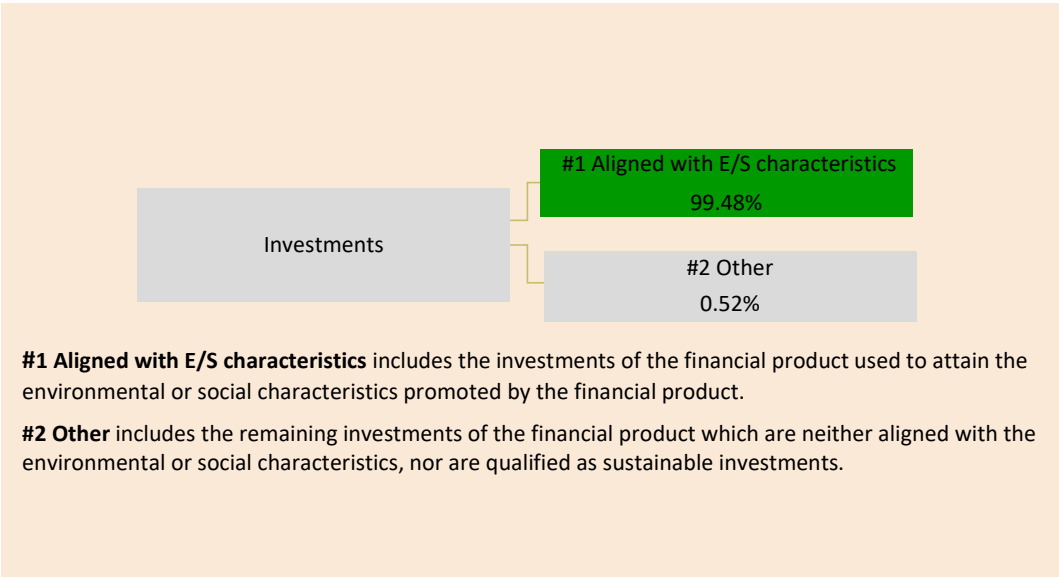 #1 Aligned with E/S characteristics
99.48%
Investments
#2 Other
0.52%
#1 Aligned with E/S characteristics includes the investments of the financial product used to attain the
environmental or social characteristics promoted by the financial product.
#2 Other includes the remaining investments of the financial product which are neither aligned with the
environmental or social characteristics, nor are qualified as sustainable investments.